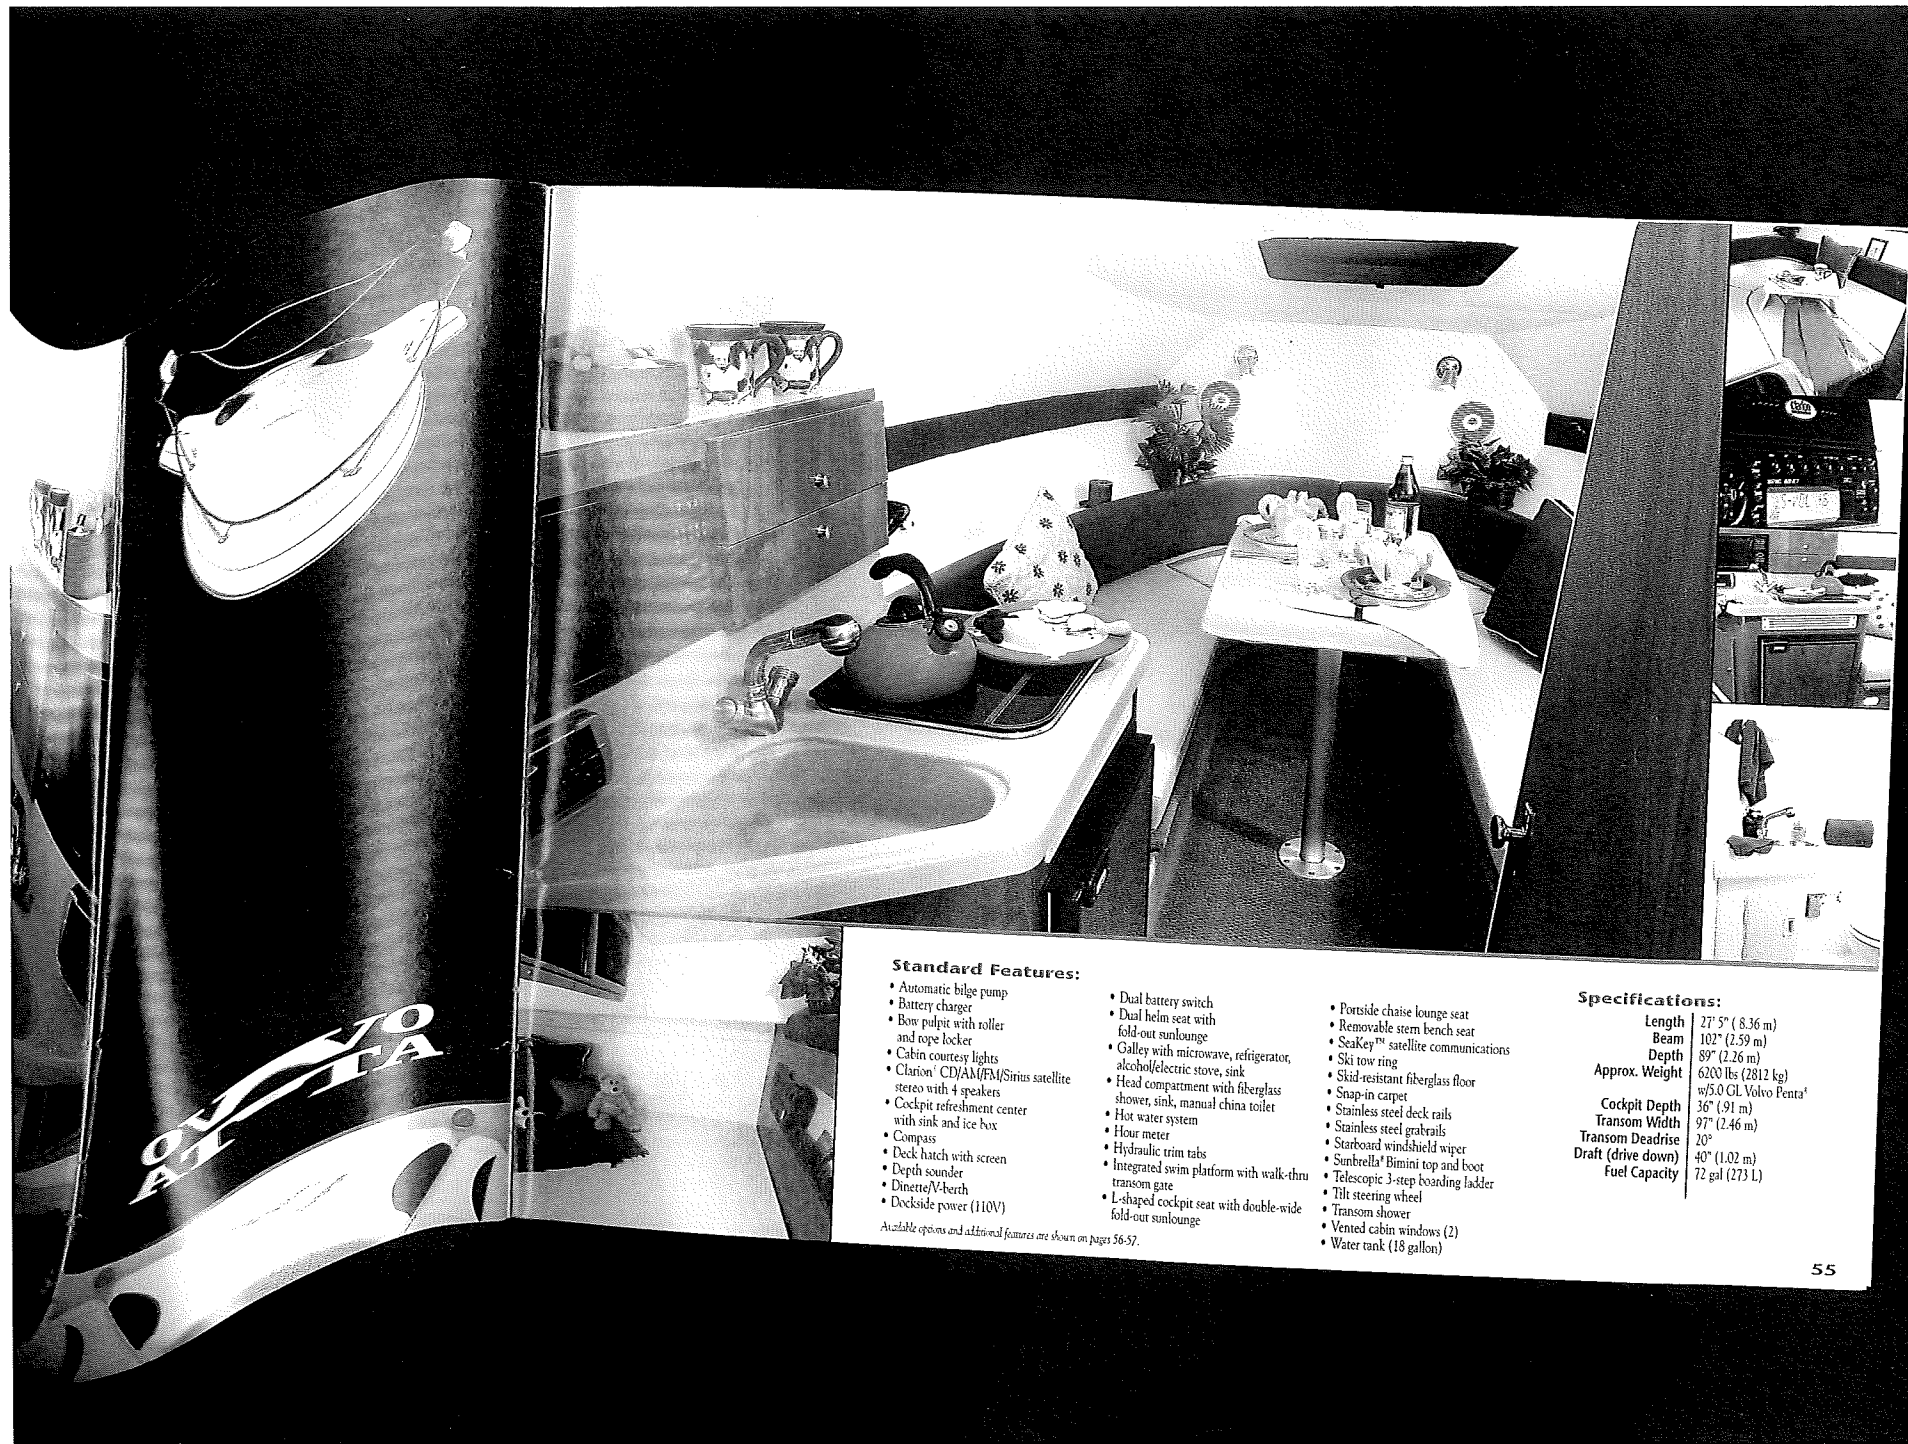 Standard Features:
• Automatic bilge pump
• Battery charger
• Bow pulpit with roller
and rope locker
• Cabin courtesy lights
• Clarion® CD/AM/FM/Sirius satellite
stereo with 4 speakers
• Cockpit refreshment center
with sink and ice box
• Compass
• Deck hatch with screen
• Depth sounder
• Dinette/V-berth
• Dockside power (110V)
• Dual battery switch
• Dual helm seat with
fold-out sunlounge
• Galley with microwave, refrigerator,
alcohol/electric stove, sink
• Head compartment with fiberglass
shower, sink, manual china toilet
• Hot water system
• Hour meter
• Hydraulic trim tabs
• Integrated swim platform with walk-thru
transom gate
• L-shaped cockpit seat with double-wide
fold-out sunlounge
• Portside chaise lounge seat
• Removable stern bench seat
• SeaKey™ satellite communications
• Ski tow ring
• Skid-resistant fiberglass floor
• Snap-in carpet
• Stainless steel deck rails
• Stainless steel grabrails
• Starboard windshield wiper
• Sunbrella® Bimini top and boot
• Telescopic 3-step boarding ladder
• Tilt steering wheel
• Transom shower
• Vented cabin windows (2)
• Water tank (18 gallon)
Available options and additional features are shown on pages 56-57.
Specifications:
Length 27' 5" ( 8.36 m)
Beam 102" (2.59 m)
Depth 89" (2.26 m)
Approx. Weight 6200 lbs (2812 kg)
w/5.0 GL Volvo Penta®
Cockpit Depth 36" (.91 m)
Transom Width 97" (2.46 m)
Transom Deadrise 20°
Draft (drive down) 40" (1.02 m)
Fuel Capacity 72 gal (273 L)
55